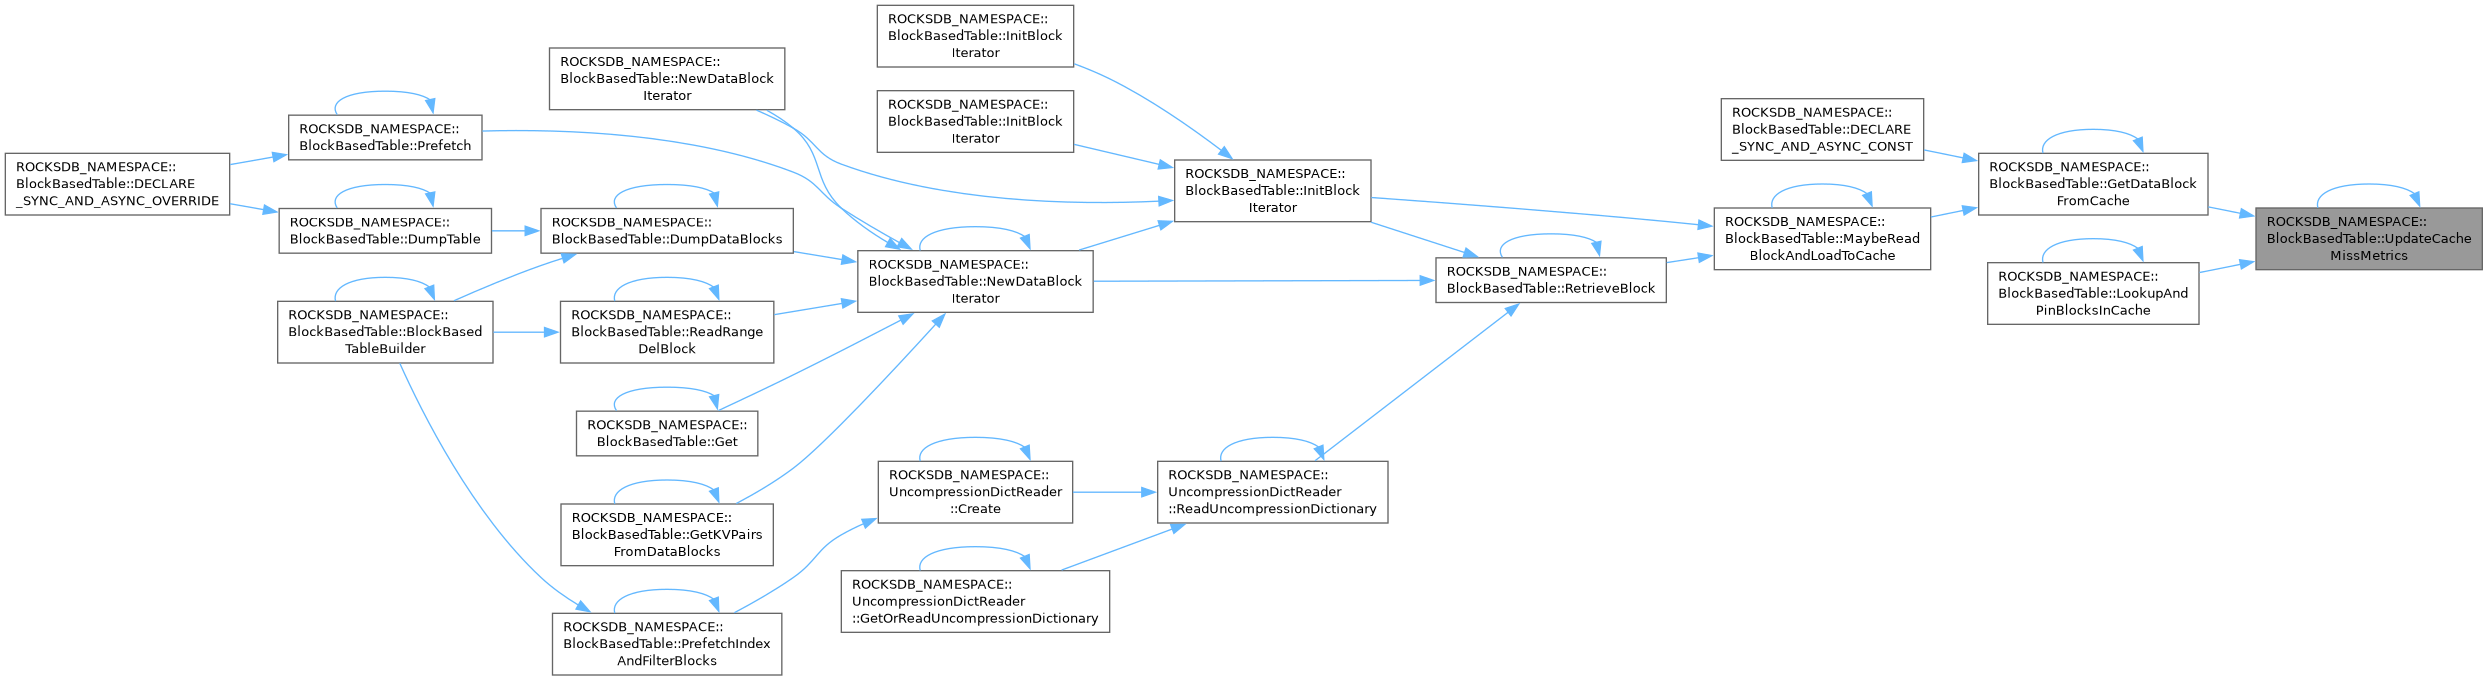 ROCKSDB_NAMESPACE::
BlockBasedTable::DECLARE
_SYNC_AND_ASYNC_OVERRIDE
ROCKSDB_NAMESPACE::
BlockBasedTable::Prefetch
ROCKSDB_NAMESPACE::
BlockBasedTable::DumpTable
ROCKSDB_NAMESPACE::
BlockBasedTable::BlockBased
TableBuilder
ROCKSDB_NAMESPACE::
BlockBasedTable::NewDataBlock
Iterator
ROCKSDB_NAMESPACE::
BlockBasedTable::DumpDataBlocks
ROCKSDB_NAMESPACE::
BlockBasedTable::ReadRange
DelBlock
ROCKSDB_NAMESPACE::
BlockBasedTable::Get
ROCKSDB_NAMESPACE::
BlockBasedTable::GetKVPairs
FromDataBlocks
ROCKSDB_NAMESPACE::
BlockBasedTable::PrefetchIndex
AndFilterBlocks
ROCKSDB_NAMESPACE::
BlockBasedTable::InitBlock
Iterator
ROCKSDB_NAMESPACE::
BlockBasedTable::InitBlock
Iterator
ROCKSDB_NAMESPACE::
BlockBasedTable::NewDataBlock
Iterator
ROCKSDB_NAMESPACE::
UncompressionDictReader
::Create
ROCKSDB_NAMESPACE::
UncompressionDictReader
::GetOrReadUncompressionDictionary
ROCKSDB_NAMESPACE::
BlockBasedTable::InitBlock
Iterator
ROCKSDB_NAMESPACE::
UncompressionDictReader
::ReadUncompressionDictionary
ROCKSDB_NAMESPACE::
BlockBasedTable::RetrieveBlock
ROCKSDB_NAMESPACE::
BlockBasedTable::DECLARE
_SYNC_AND_ASYNC_CONST
ROCKSDB_NAMESPACE::
BlockBasedTable::MaybeRead
BlockAndLoadToCache
ROCKSDB_NAMESPACE::
BlockBasedTable::GetDataBlock
FromCache
ROCKSDB_NAMESPACE::
BlockBasedTable::LookupAnd
PinBlocksInCache
ROCKSDB_NAMESPACE::
BlockBasedTable::UpdateCache
MissMetrics